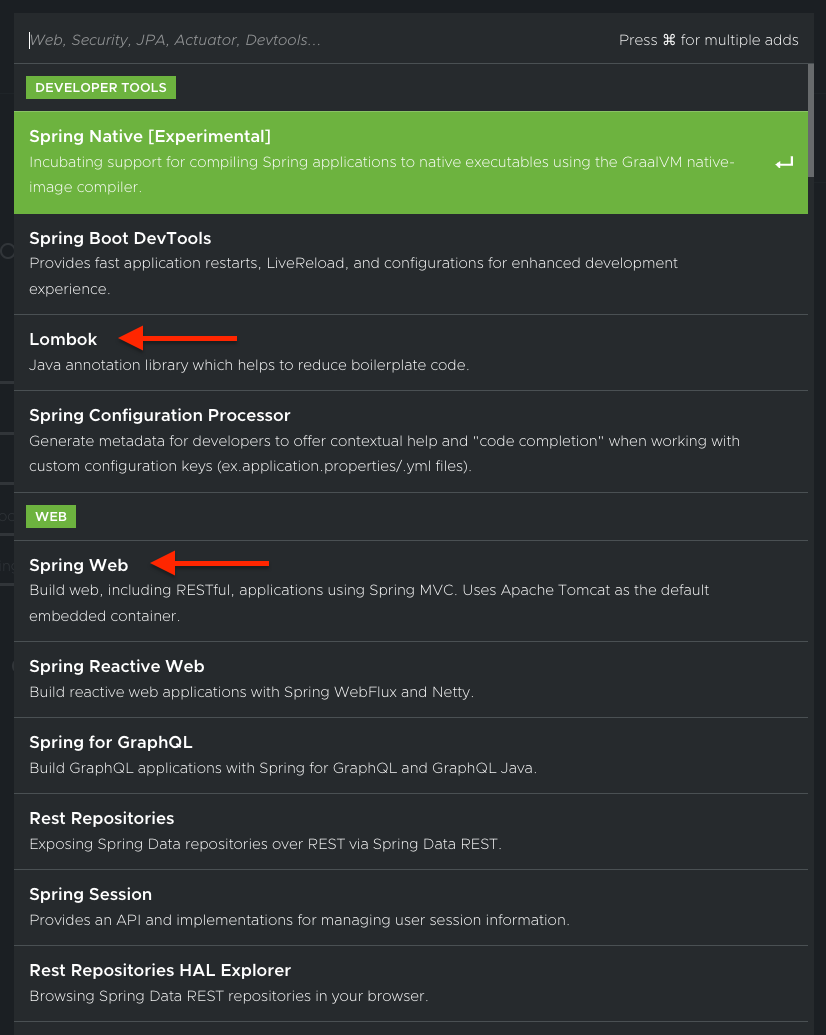 Web, Security, JPA, Actuator, Devtools...
Press ⌘ for multiple adds
DEVELOPER TOOLS
Spring Native [Experimental]
Incubating support for compiling Spring applications to native executables using the GraalVM native-
image compiler.
Spring Boot DevTools
Provides fast application restarts, LiveReload, and configurations for enhanced development
experience.
Lombok
Java annotation library which helps to reduce boilerplate code.
Spring Configuration Processor
Generate metadata for developers to offer contextual help and "code completion" when working with
custom configuration keys (ex.application.properties/.yml files).
WEB
Spring Web
Build web, including RESTful, applications using Spring MVC. Uses Apache Tomcat as the default
embedded container.
Spring Reactive Web
Build reactive web applications with Spring WebFlux and Netty.
Spring for GraphQL
Build GraphQL applications with Spring for GraphQL and GraphQL Java.
Rest Repositories
Exposing Spring Data repositories over REST via Spring Data REST.
Spring Session
Provides an API and implementations for managing user session information.
Rest Repositories HAL Explorer
Browsing Spring Data REST repositories in your browser.